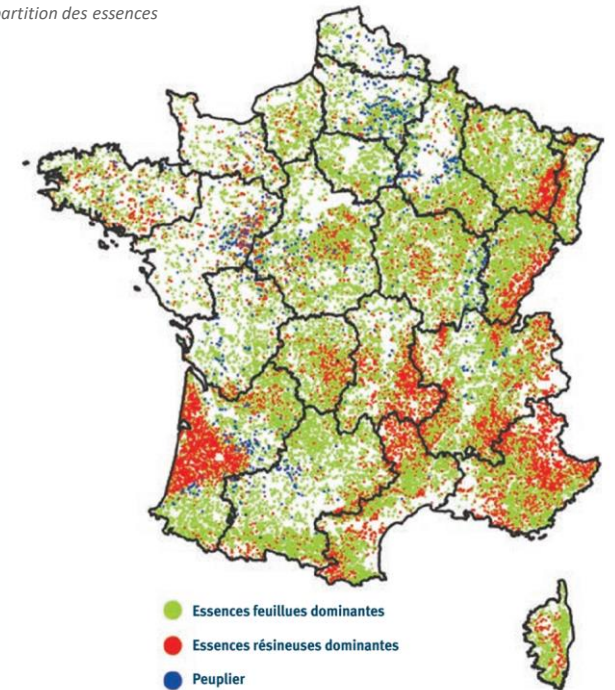 partition des essences
Essences feuillues dominantes
Essences résineuses dominantes
Peuplier